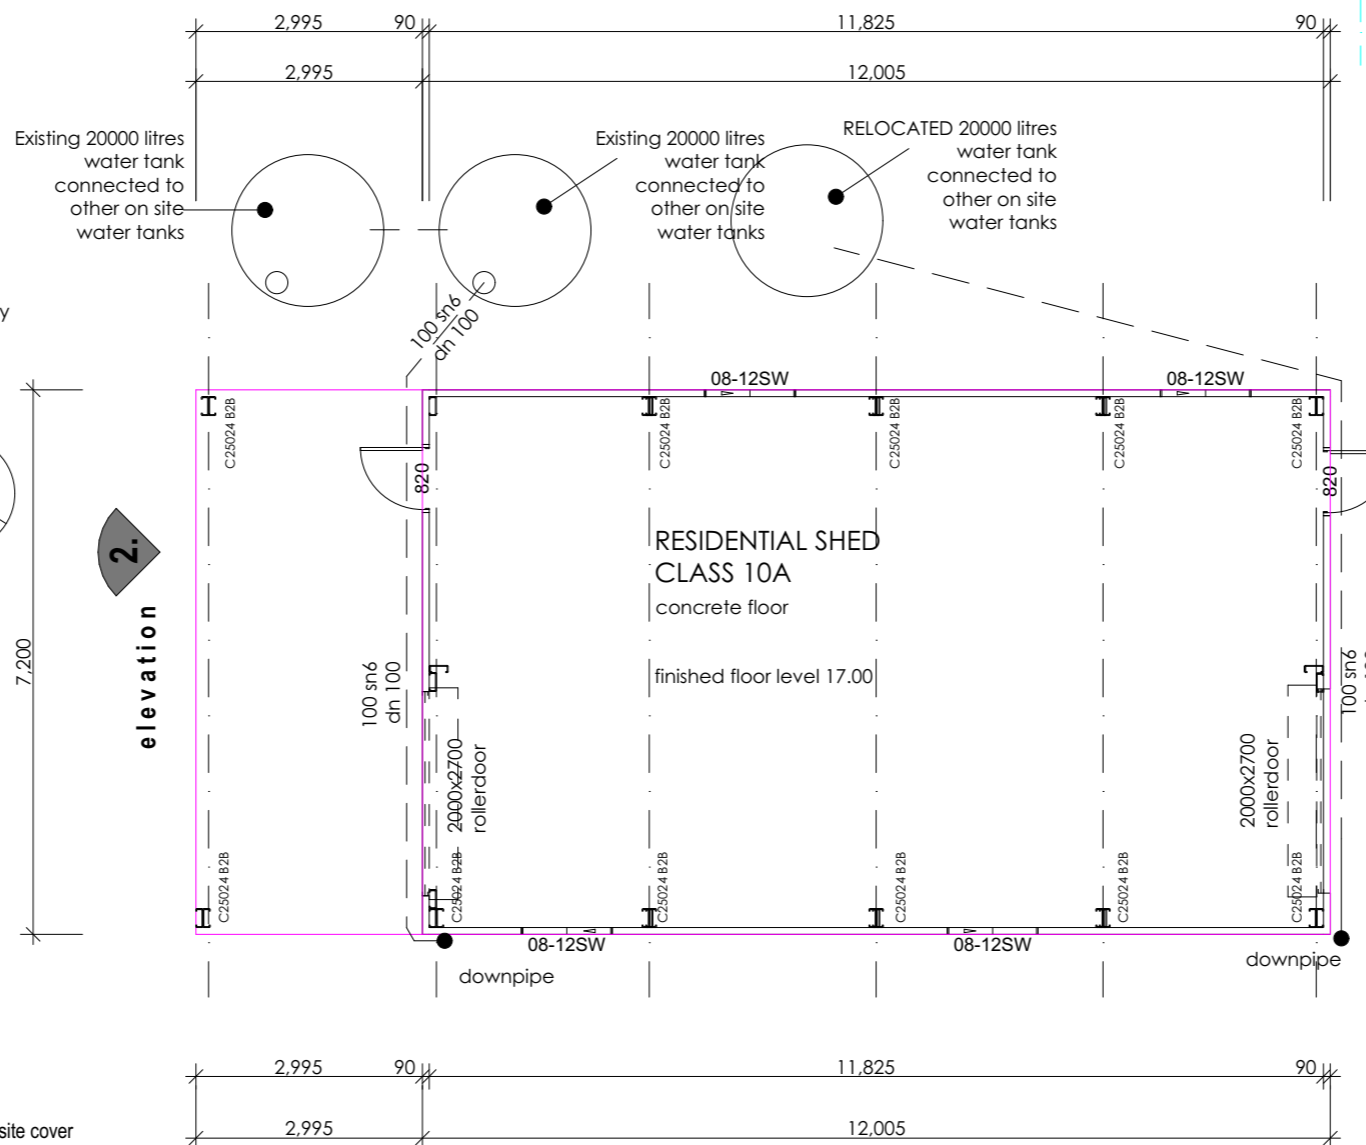 2,995
90
11,825
90
2,995
12,005
Existing 20000 litres
water tank
connected to
other on site
water tanks
Existing 20000 litres
water tank
connected to
other on site
water tanks
RELOCATED 20000 litres
water tank
connected to
other on site
water tanks
y
100 sn6
dn 100
08-12SW
08-12SW
C25024 B2B
C25024 B2B
C25024 B2B
C25024 B2B
C25024 B2B
820
820
2.
elevation
7,200
RESIDENTIAL SHED
CLASS 10A
concrete floor
finished floor level 17.00
100 sn6
dn 100
100 sn6
2000x2700
rollerdoor
2000x2700
rollerdoor
C25024 B2B
C25024 B2B
C25024 B2B
C25024 B2B
C25024 B2B
08-12SW
08-12SW
downpipe
downpipe
2,995
90
11,825
90
site cover
2,995
12,005